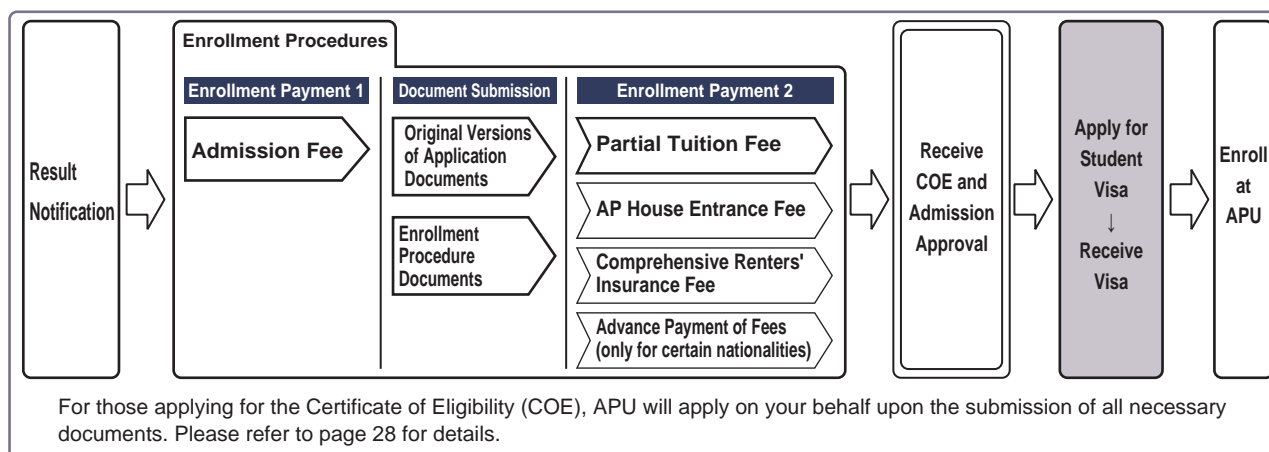 Enrollment Procedures
Result
Notification
Enrollment Payment 1
Admission Fee
Document Submission
Original Versions
of Application
Documents
Enrollment
Procedure
Documents
Enrollment Payment 2
Partial Tuition Fee
AP House Entrance Fee
Comprehensive Renters'
Insurance Fee
Advance Payment of Fees
(only for certain nationalities)
Receive
COE and
Admission
Approval
Apply for
Student
Visa
↓
Receive
Visa
Enroll
at
APU
For those applying for the Certificate of Eligibility (COE), APU will apply on your behalf upon the submission of all necessary
documents. Please refer to page 28 for details.